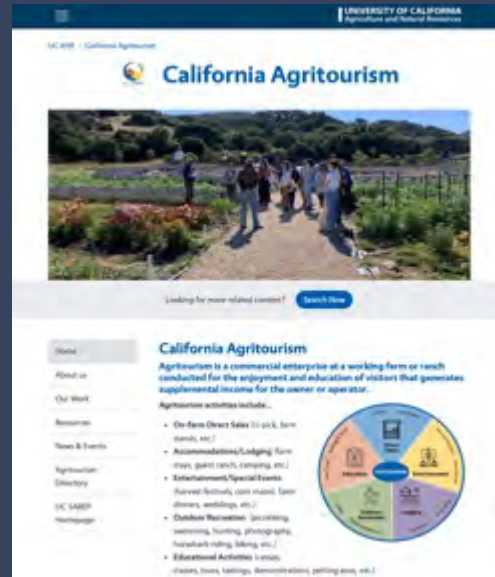 UNIVERSITY OF CALIFORNIA
Agriculture and Natural Resources
UC ANR California Agritourism
California Agritourism
Looking for more related content? Search Now
Home
About us
Our Work
Resources
News & Events
Agritourism
Directory
UC SAREP
Homepage
California Agritourism
Agritourism is a commercial enterprise at a working farm or ranch
conducted for the enjoyment and education of visitors that generates
supplemental income for the owner or operator.
Agritourism activities include...
On-farm Direct Sales (U-pick, farm
stands, etc.)
Accommodations/Lodging (farm
stays, guest ranch, camping, etc.)
Entertainment/Special Events
(harvest festivals, corn mazes, farm
dinners, weddings, etc.)
Outdoor Recreation (picnicking,
swimming, hunting, photography,
horseback riding, biking, etc.)
Educational Activities
classes, tours, tastings, demonstrations, petting zoos, etc.)
Education